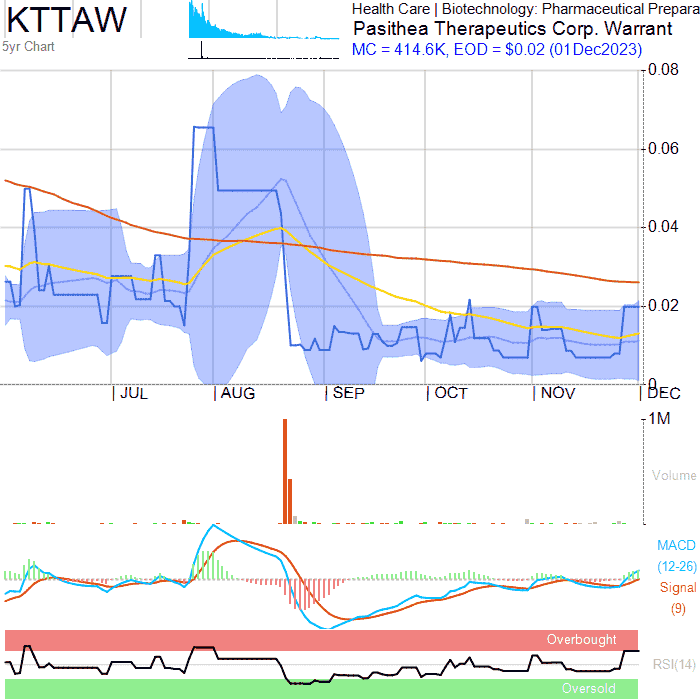 KTTAW
5yr Chart
Health Care | Biotechnology: Pharmaceutical Prepara
Pasithea Therapeutics Corp. Warrant
MC = 414.6K, EOD = $0.02 (01Dec2023)
0.08
0.06
0.04
0.02
0
JUL AUG SEP OCT NOV DEC
1M
Volume
MACD
(12-26)
Signal
(9)
Overbought
RSI(14)
Oversold